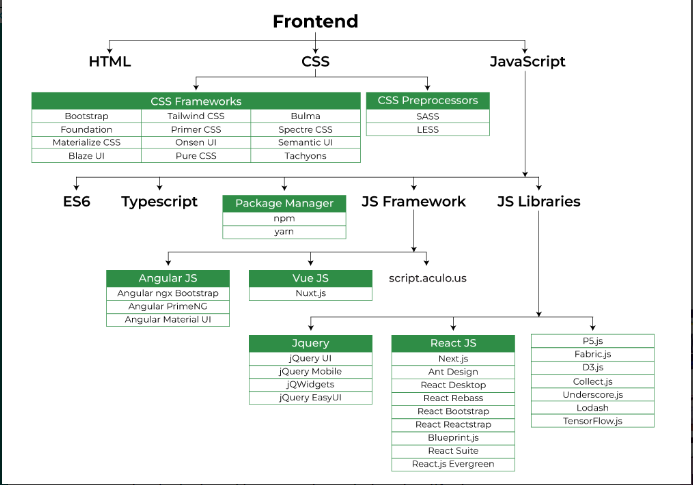 Frontend
HTML
CSS
JavaScript
CSS Frameworks
Bootstrap Tailwind CSS Bulma
Foundation Primer CSS Spectre CSS
Materialize CSS Onsen UI Semantic UI
Blaze UI Pure CSS Tachyons
CSS Preprocessors
SASS
LESS
ES6
Typescript
Package Manager
npm
yarn
JS Framework
JS Libraries
Angular JS
Angular ngx Bootstrap
Angular PrimeNG
Angular Material UI
Vue JS
Nuxt.js
script.aculo.us
Jquery
jQuery UI
jQuery Mobile
jQWidgets
jQuery EasyUI
React JS
Next.js
Ant Design
React Desktop
React Rebass
React Bootstrap
React Reactstrap
Blueprint.js
React Suite
React.js Evergreen
P5.js
Fabric.js
D3.js
Collect.js
Underscore.js
Lodash
TensorFlow.js